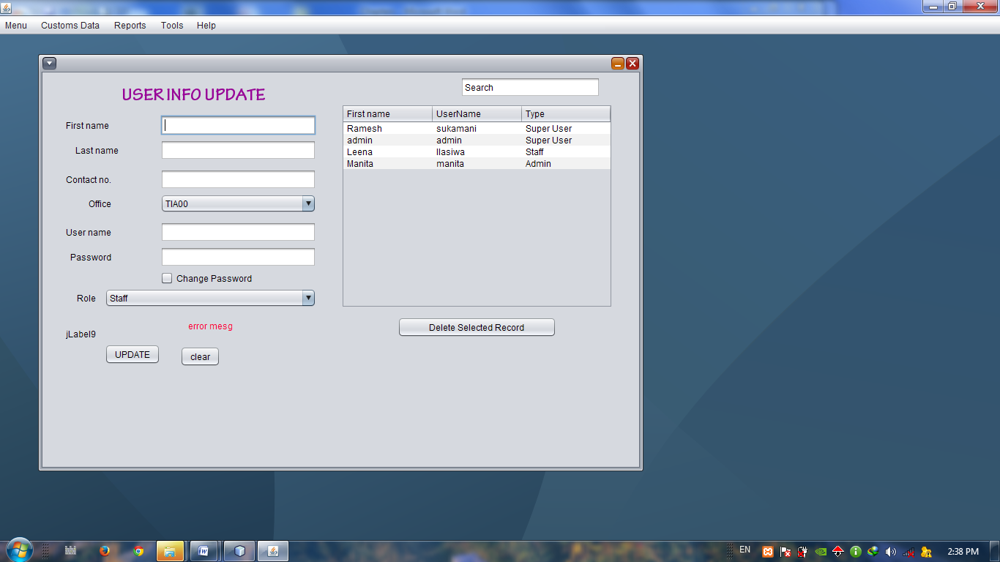 Menu Customs Data Reports Tools Help
USER INFO UPDATE
Search
First name
Last name
Contact no.
Office TIA00
User name
Password
Change Password
Role Staff
jLabel9
error mesg
UPDATE clear
First name UserName Type
Ramesh sukamani Super User
admin admin Super User
Leena llasiwa Staff
Manita manita Admin
Delete Selected Record
EN 2:38 PM